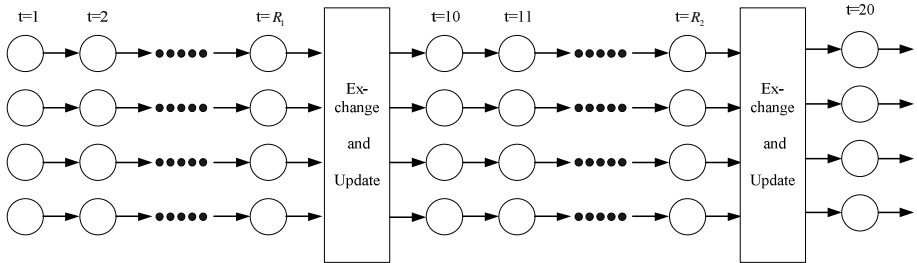 t=1 t=2 t= R₁ t=10 t=11 t=R₂ t=20
Ex-
change
and
Update
Ex-
change
and
Update